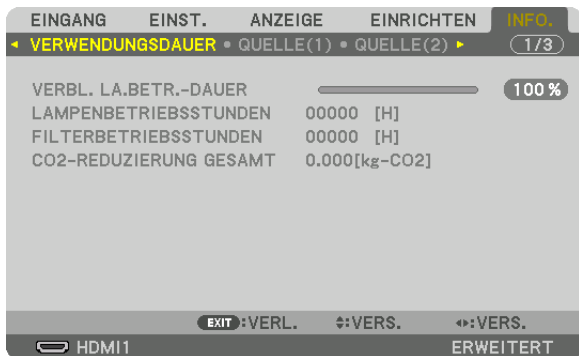 EINGANG EINST. ANZEIGE EINRICHTEN INFO.
◂ VERWENDUNGSDAUER • QUELLE(1) • QUELLE(2) ▸ 1/3
VERBL. LA.BETR.-DAUER 100 %
LAMPENBETRIEBSSTUNDEN 00000 [H]
FILTERBETRIEBSSTUNDEN 00000 [H]
CO2-REDUZIERUNG GESAMT 0.000[kg-CO2]
EXIT :VERL. ♦:VERS. ◂▸:VERS.
HDMI1 ERWEITERT